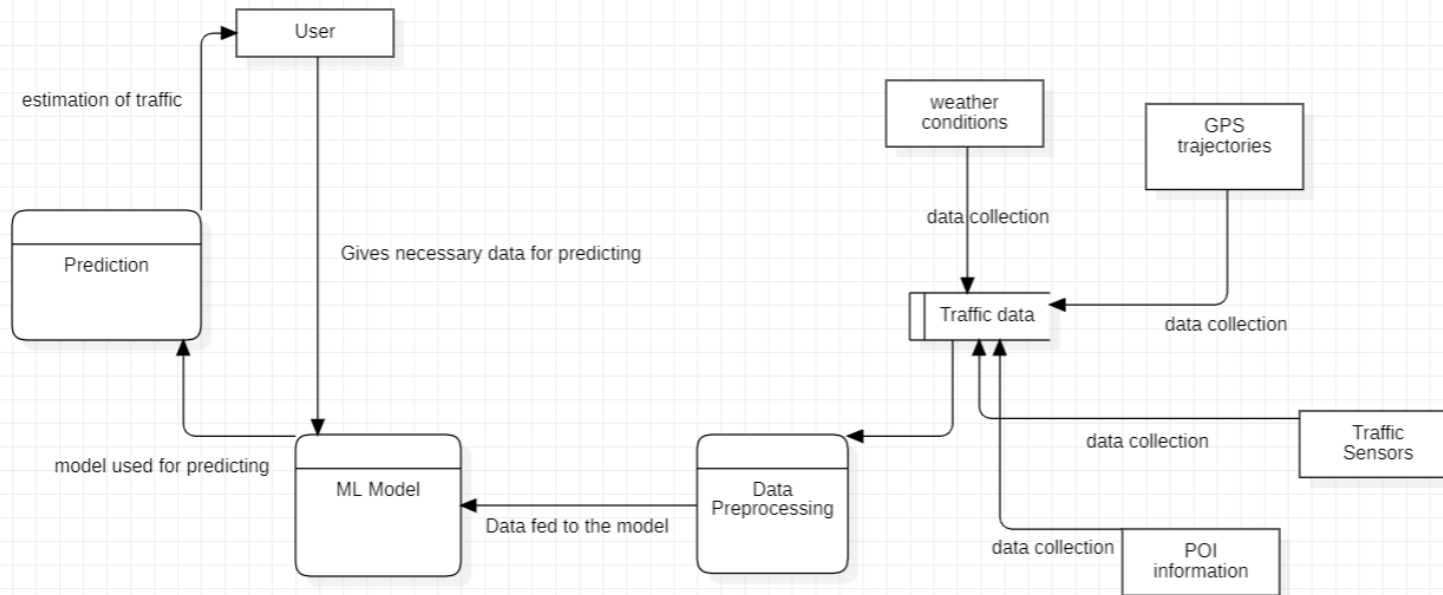 User
estimation of traffic
weather
conditions
GPS
trajectories
data collection
Gives necessary data for predicting
Prediction
Traffic data
data collection
data collection
Traffic
Sensors
model used for predicting
ML Model
Data
Preprocessing
Data fed to the model
data collection
POI
information